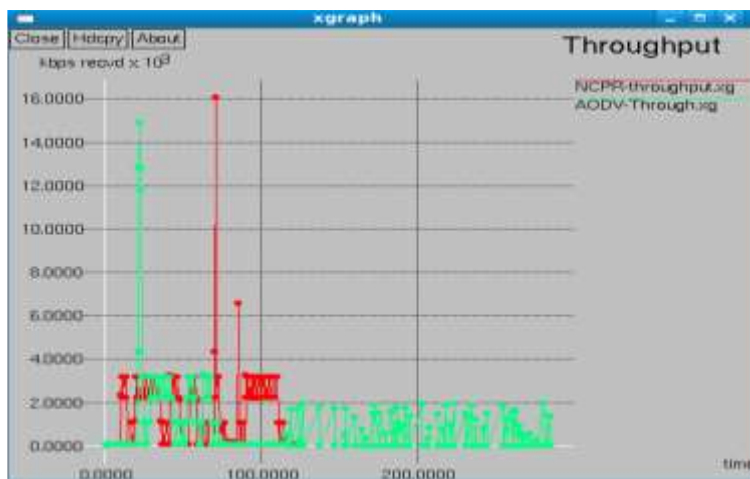 xgraph
Close Hdcpy About
Throughput
kbps recvd x 10³
NCPR-throughput.xg
AODV-Through.xg
16.0000
14.0000
12.0000
10.0000
8.0000
6.0000
4.0000
2.0000
0.0000
0.0000 100.0000 200.0000
time